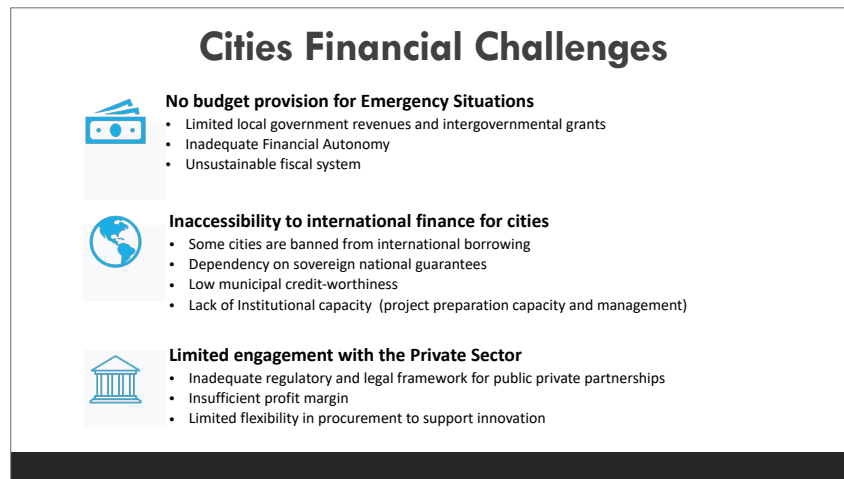 Cities Financial Challenges
No budget provision for Emergency Situations
• Limited local government revenues and intergovernmental grants
• Inadequate Financial Autonomy
• Unsustainable fiscal system
Inaccessibility to international finance for cities
• Some cities are banned from international borrowing
• Dependency on sovereign national guarantees
• Low municipal credit-worthiness
• Lack of Institutional capacity (project preparation capacity and management)
Limited engagement with the Private Sector
• Inadequate regulatory and legal framework for public private partnerships
• Insufficient profit margin
• Limited flexibility in procurement to support innovation